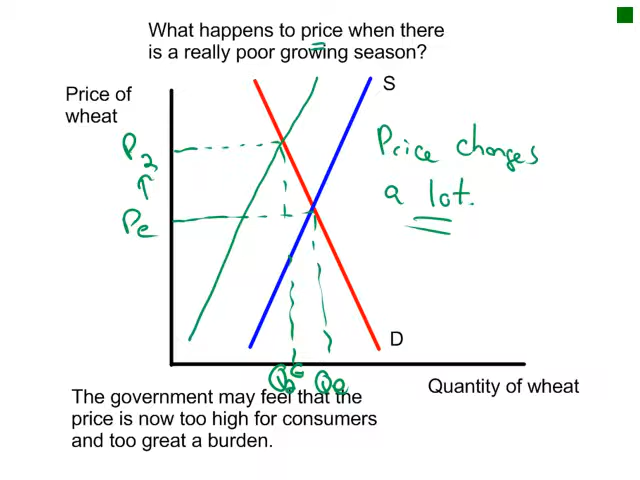 What happens to price when there
is a really poor growing season?
Price of
wheat
S
Price changes
a lot.
P2
↑
Pe
D
Qe
Quantity of wheat
The government may feel that the
price is now too high for consumers
and too great a burden.